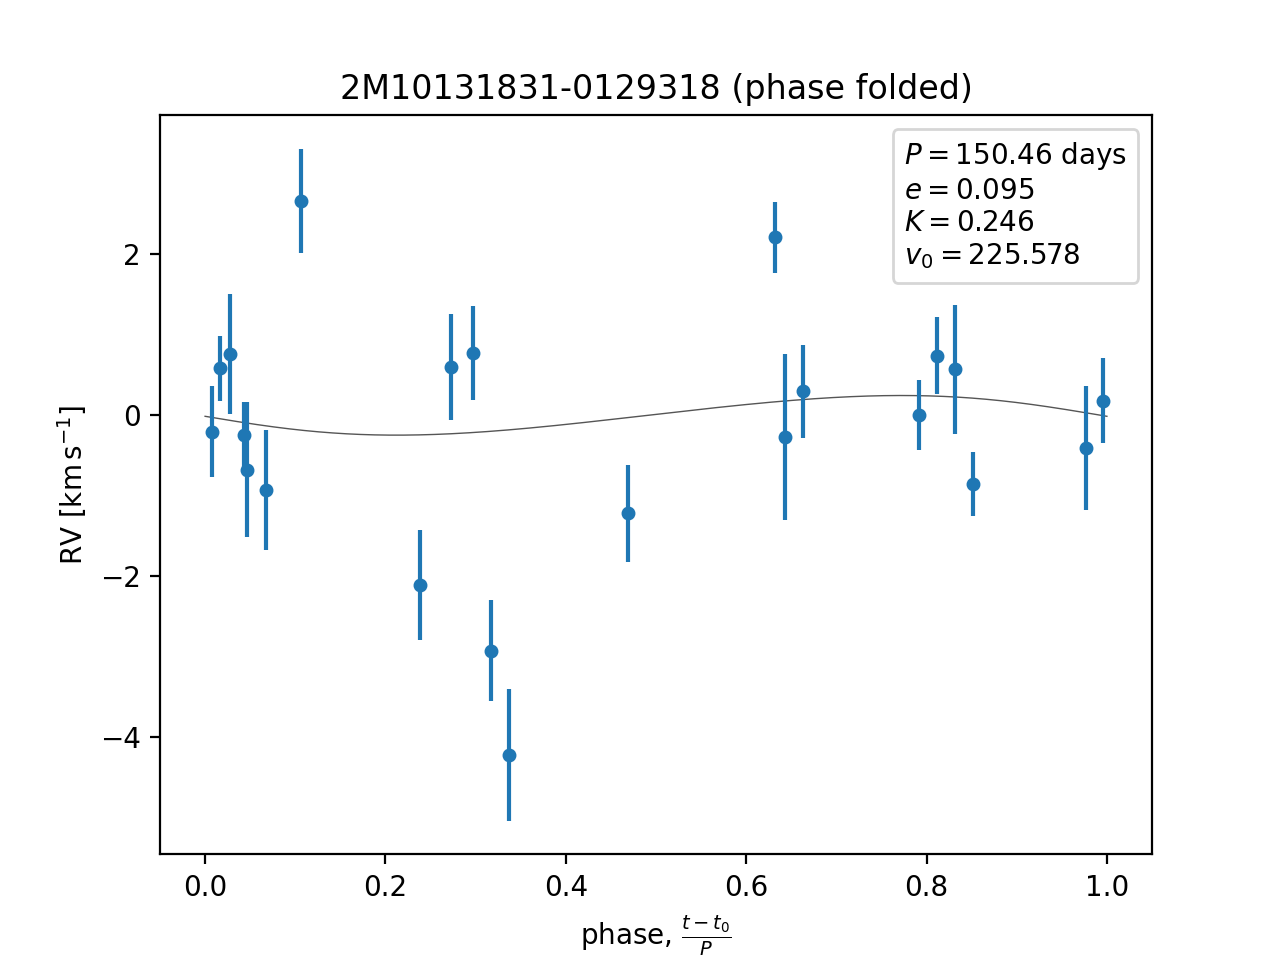 2M10131831-0129318 (phase folded)
P = 150.46 days
e = 0.095
K = 0.246
v₀ = 225.578
RV [km s⁻¹]
2
0
−2
−4
0.0 0.2 0.4 0.6 0.8 1.0
phase, (t − t₀)/P